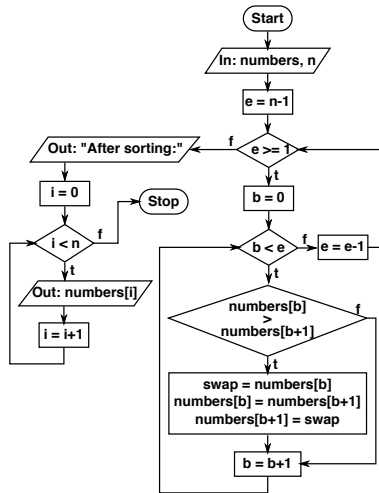 Start
In: numbers, n
e = n-1
e >= 1
f
t
Out: "After sorting:"
i = 0
i < n
f
Stop
t
Out: numbers[i]
i = i+1
b = 0
b < e
f
e = e-1
t
numbers[b]
>
numbers[b+1]
f
t
swap = numbers[b]
numbers[b] = numbers[b+1]
numbers[b+1] = swap
b = b+1